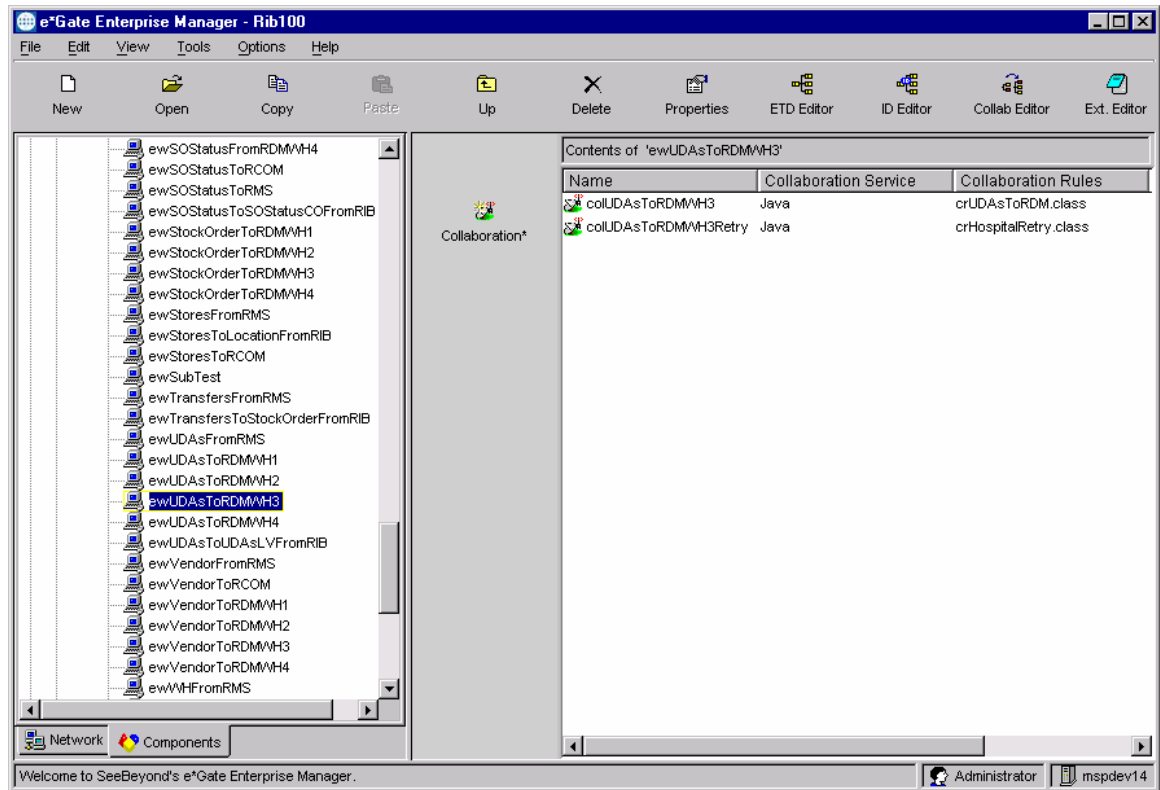 e*Gate Enterprise Manager - Rib100
File Edit View Tools Options Help
New Open Copy Paste Up Delete Properties ETD Editor ID Editor Collab Editor Ext. Editor
ewSOStatusFromRDMWH4
ewSOStatusToRCOM
ewSOStatusToRMS
ewSOStatusToSOStatusCOFromRIB
ewStockOrderToRDMWH1
ewStockOrderToRDMWH2
ewStockOrderToRDMWH3
ewStockOrderToRDMWH4
ewStoresFromRMS
ewStoresToLocationFromRIB
ewStoresToRCOM
ewSubTest
ewTransfersFromRMS
ewTransfersToStockOrderFromRIB
ewUDAsFromRMS
ewUDAsToRDMWH1
ewUDAsToRDMWH2
ewUDAsToRDMWH3
ewUDAsToRDMWH4
ewUDAsToUDAsLVFromRIB
ewVendorFromRMS
ewVendorToRCOM
ewVendorToRDMWH1
ewVendorToRDMWH2
ewVendorToRDMWH3
ewVendorToRDMWH4
ewWHFromRMS
Network Components
Collaboration*
Contents of 'ewUDAsToRDMWH3'
Name Collaboration Service Collaboration Rules
colUDAsToRDMWH3 Java crUDAsToRDM.class
colUDAsToRDMWH3Retry Java crHospitalRetry.class
Welcome to SeeBeyond's e*Gate Enterprise Manager. Administrator mspdev14